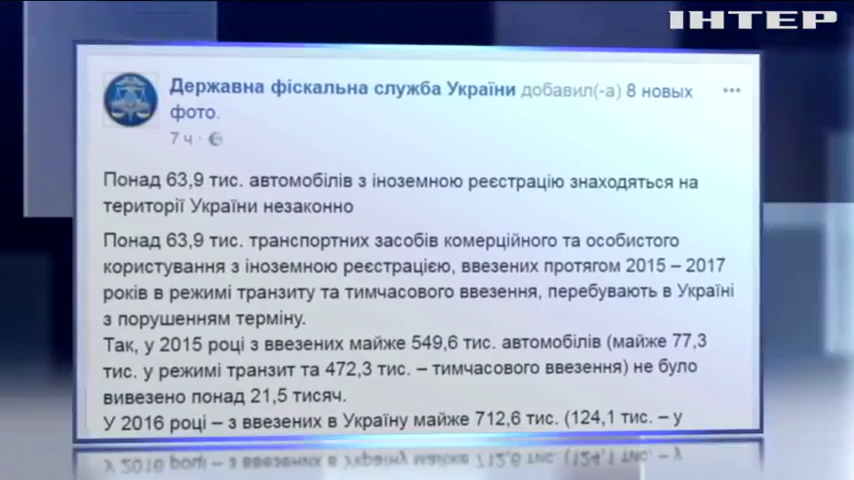 ІНТЕР
Державна фіскальна служба України добавил(-а) 8 новых
фото.
7 ч ·
Понад 63,9 тис. автомобілів з іноземною реєстрацію знаходяться на
території України незаконно
Понад 63,9 тис. транспортних засобів комерційного та особистого
користування з іноземною реєстрацією, ввезених протягом 2015 – 2017
років в режимі транзиту та тимчасового ввезення, перебувають в Україні
з порушенням терміну.
Так, у 2015 році з ввезених майже 549,6 тис. автомобілів (майже 77,3
тис. у режимі транзит та 472,3 тис. – тимчасового ввезення) не було
вивезено понад 21,5 тисяч.
У 2016 році – з ввезених в Україну майже 712,6 тис. (124,1 тис. – у